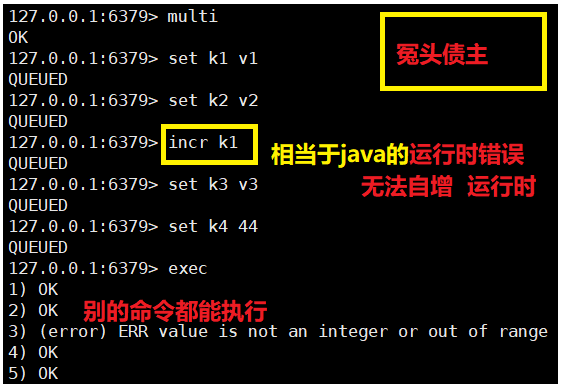 127.0.0.1:6379> multi
OK
冤头债主
127.0.0.1:6379> set k1 v1
QUEUED
127.0.0.1:6379> set k2 v2
QUEUED
127.0.0.1:6379> incr k1
相当于java的运行时错误
QUEUED
127.0.0.1:6379> set k3 v3
无法自增 运行时
QUEUED
127.0.0.1:6379> set k4 44
QUEUED
127.0.0.1:6379> exec
1) OK
2) OK
别的命令都能执行
3) (error) ERR value is not an integer or out of range
4) OK
5) OK